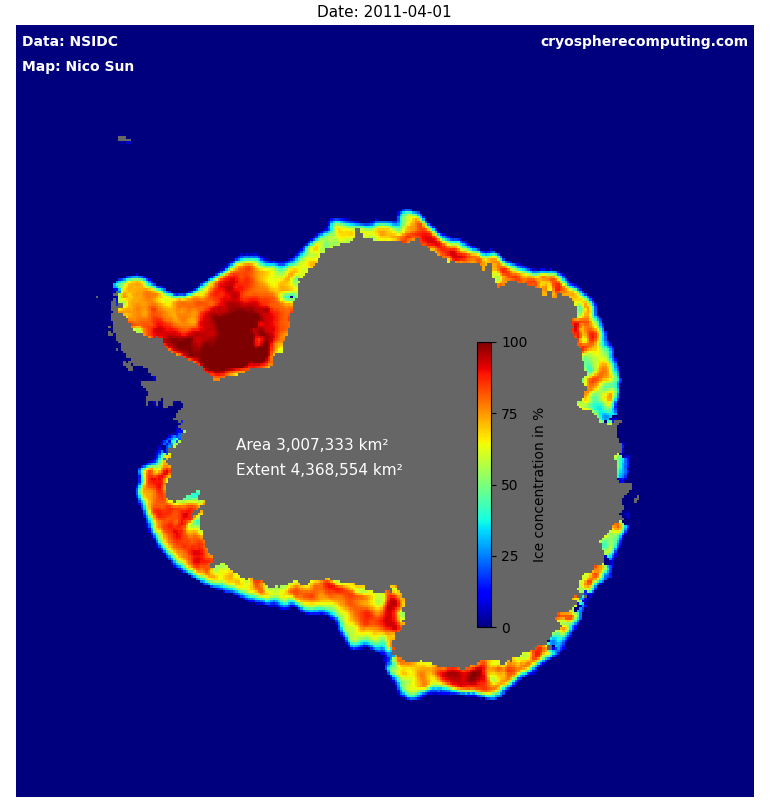 Date: 2011-04-01
Data: NSIDC
cryospherecomputing.com
Map: Nico Sun
Area 3,007,333 km²
Extent 4,368,554 km²
100
75
50
25
0
Ice concentration in %